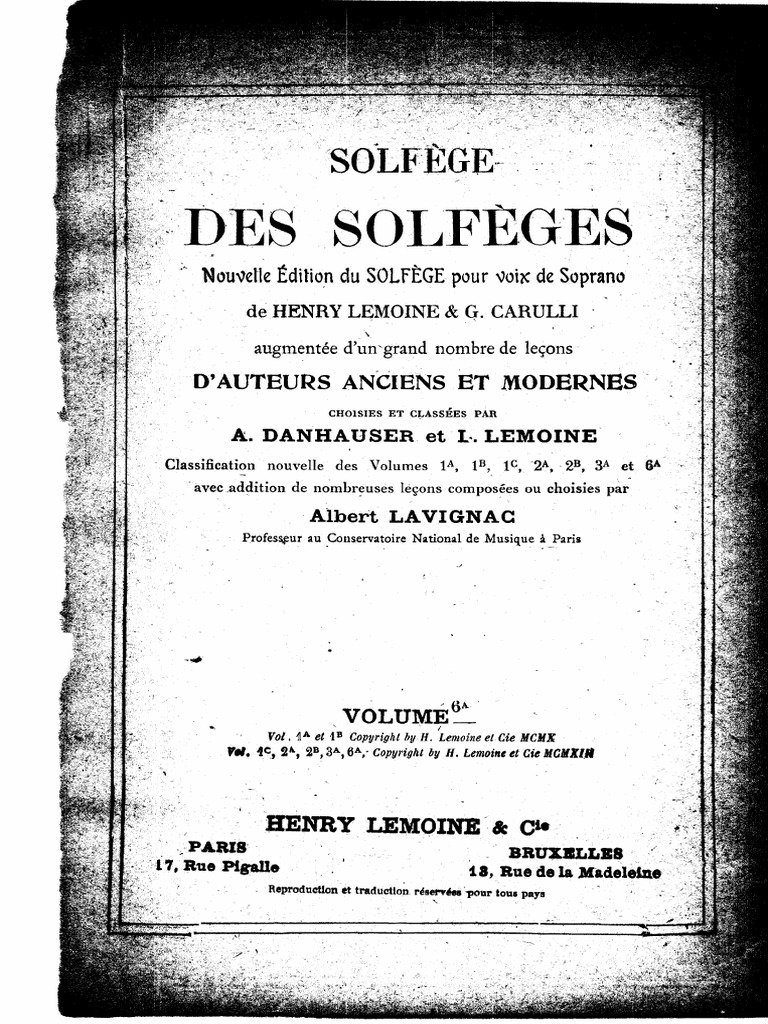 SOLFÈGE
DES SOLFÈGES
Nouvelle Édition du SOLFÈGE pour voix de Soprano
de HENRY LEMOINE & G. CARULLI
augmentée d'un grand nombre de leçons
D'AUTEURS ANCIENS ET MODERNES
CHOISIES ET CLASSÉES PAR
A. DANHAUSER et L. LEMOINE
Classification nouvelle des Volumes 1A, 1B, 1C, 2A, 2B, 3A et 6A
avec addition de nombreuses leçons composées ou choisies par
Albert LAVIGNAC
Professeur au Conservatoire National de Musique à Paris
VOLUME 6A
Vol. 1A et 1B Copyright by H. Lemoine et Cie MCMX
Vol. 1C, 2A, 2B, 3A, 6A, Copyright by H. Lemoine et Cie MCMXIII
HENRY LEMOINE & Cie
PARIS
17, Rue Pigalle
BRUXELLES
13, Rue de la Madeleine
Reproduction et traduction réservées pour tous pays